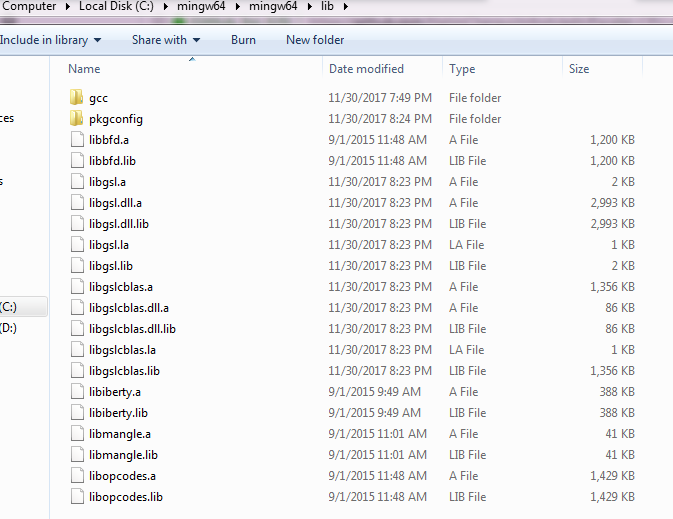 Computer Local Disk (C:) mingw64 mingw64 lib
Include in library Share with Burn New folder
Name Date modified Type Size
gcc 11/30/2017 7:49 PM File folder
pkgconfig 11/30/2017 8:24 PM File folder
ces
libbfd.a 9/1/2015 11:48 AM A File 1,200 KB
libbfd.lib 9/1/2015 11:48 AM LIB File 1,200 KB
s libgsl.a 11/30/2017 8:23 PM A File 2 KB
libgsl.dll.a 11/30/2017 8:23 PM A File 2,993 KB
libgsl.dll.lib 11/30/2017 8:23 PM LIB File 2,993 KB
libgsl.la 11/30/2017 8:23 PM LA File 1 KB
libgsl.lib 11/30/2017 8:23 PM LIB File 2 KB
libgslcblas.a 11/30/2017 8:23 PM A File 1,356 KB
(C:) libgslcblas.dll.a 11/30/2017 8:23 PM A File 86 KB
(D:) libgslcblas.dll.lib 11/30/2017 8:23 PM LIB File 86 KB
libgslcblas.la 11/30/2017 8:23 PM LA File 1 KB
libgslcblas.lib 11/30/2017 8:23 PM LIB File 1,356 KB
libiberty.a 9/1/2015 9:49 AM A File 388 KB
libiberty.lib 9/1/2015 9:49 AM LIB File 388 KB
libmangle.a 9/1/2015 11:01 AM A File 41 KB
libmangle.lib 9/1/2015 11:01 AM LIB File 41 KB
libopcodes.a 9/1/2015 11:48 AM A File 1,429 KB
libopcodes.lib 9/1/2015 11:48 AM LIB File 1,429 KB